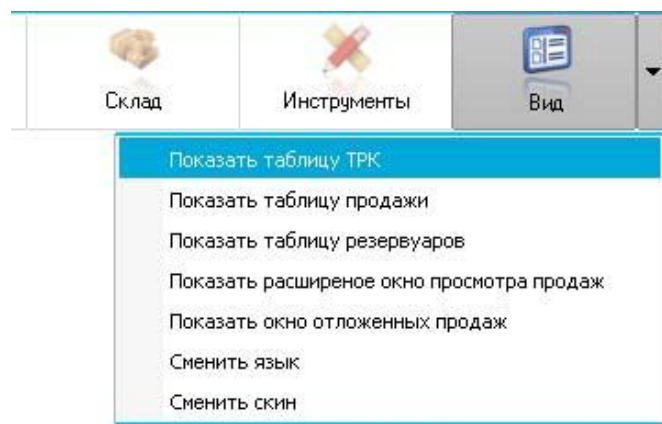 Склад
Инструменты
Вид
Показать таблицу ТРК
Показать таблицу продажи
Показать таблицу резервуаров
Показать расширеное окно просмотра продаж
Показать окно отложенных продаж
Сменить язык
Сменить скин